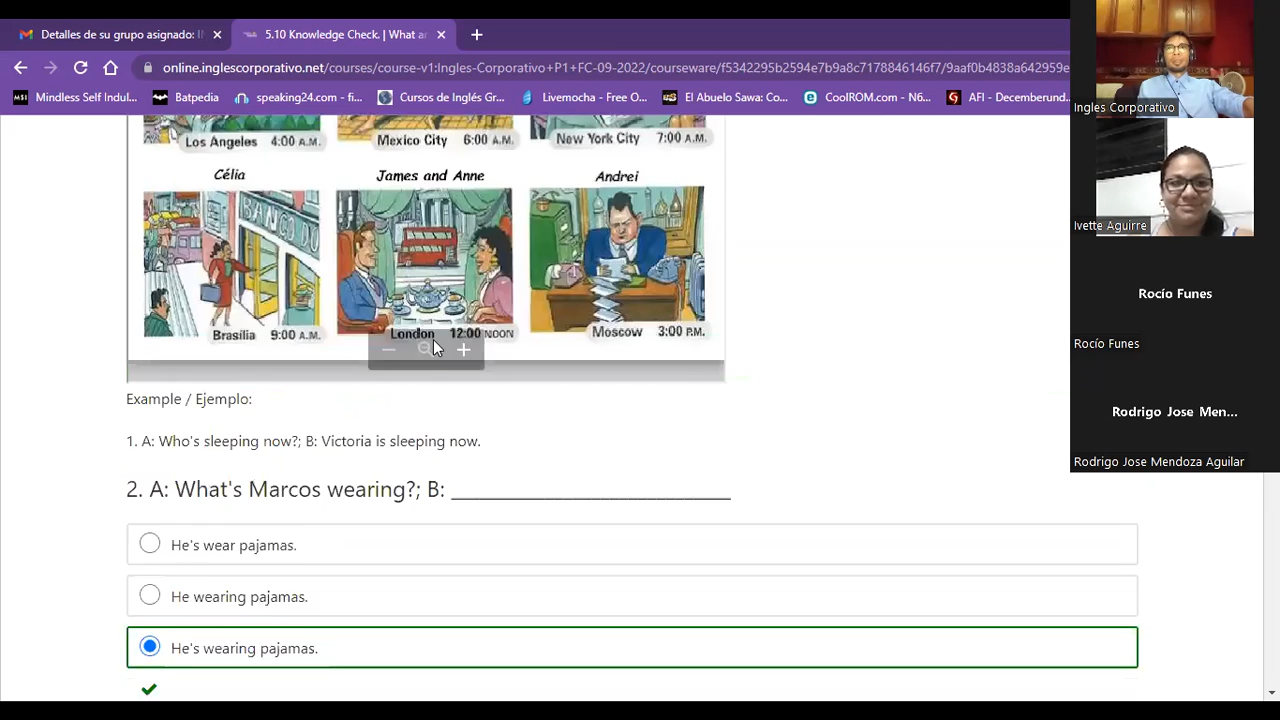 Detalles de su grupo asignado: I
5.10 Knowledge Check. | What ar
online.inglescorporativo.net/courses/course-v1:Ingles-Corporativo+P1+FC-09-2022/courseware/f5342295b2594e7b9a8c7178846146f7/9aaf0b4838a642959e
Mindless Self Indul...
Batpedia
speaking24.com - fi...
Cursos de Inglés Gr...
Livemocha - Free O...
El Abuelo Sawa: Co...
CoolROM.com - N6...
AFI - Decemberund...
Los Angeles 4:00 A.M.
Mexico City 6:00 A.M.
New York City 7:00 A.M.
Célia
James and Anne
Andrei
BANCO DO
Brasília 9:00 A.M.
London 12:00 NOON
Moscow 3:00 P.M.
Example / Ejemplo:
1. A: Who's sleeping now?; B: Victoria is sleeping now.
2. A: What's Marcos wearing?; B: ____________________________
He's wear pajamas.
He wearing pajamas.
He's wearing pajamas.
Ingles Corporativo
Ivette Aguirre
Rocío Funes
Rocío Funes
Rodrigo Jose Men...
Rodrigo Jose Mendoza Aguilar